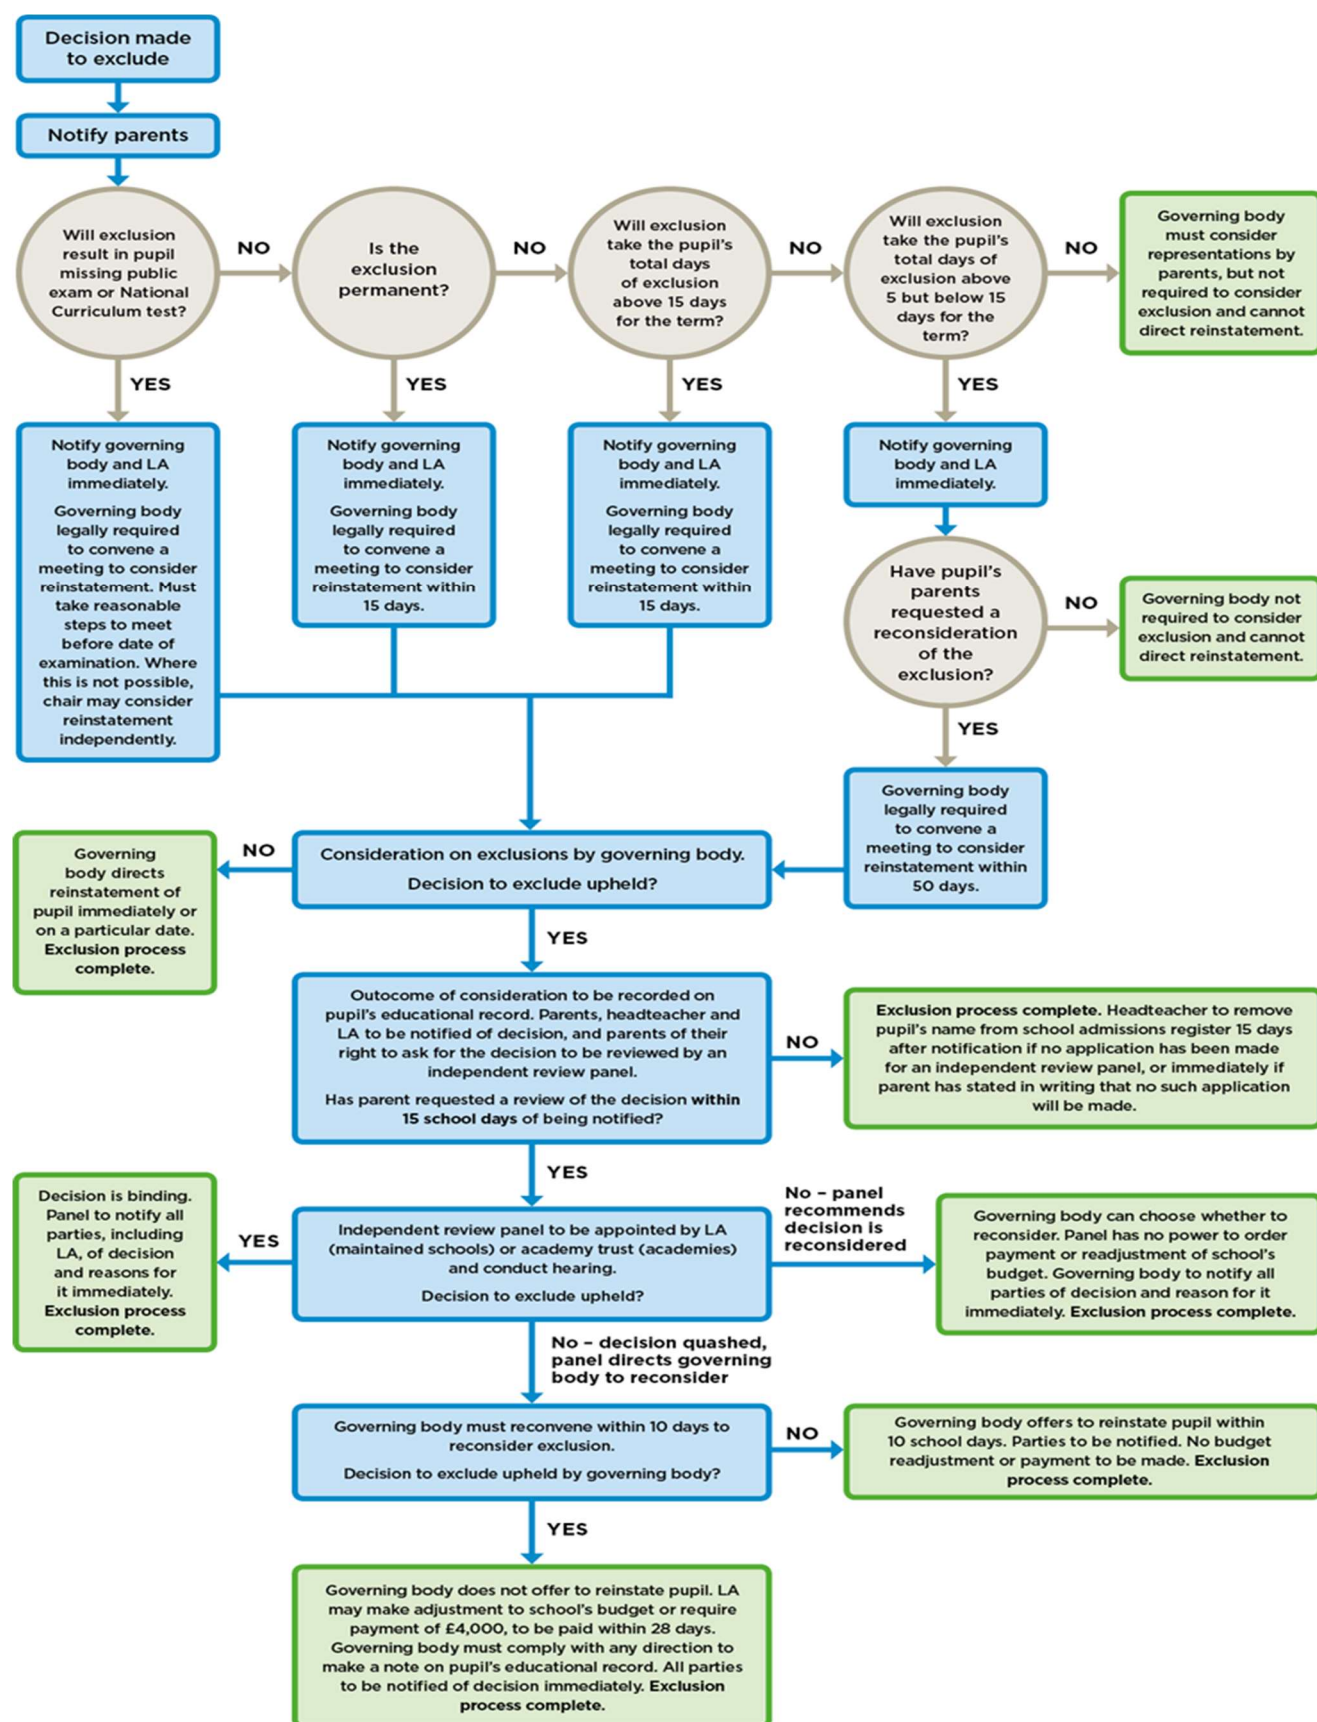 Decision made
to exclude
Notify parents
Will exclusion
result in pupil
missing public
exam or National
Curriculum test?
NO
Is the
exclusion
permanent?
NO
Will exclusion
take the pupil's
total days
of exclusion
above 15 days
for the term?
NO
Will exclusion
take the pupil's
total days of
exclusion above
5 but below 15
days for the
term?
NO
Governing body
must consider
representations by
parents, but not
required to consider
exclusion and cannot
direct reinstatement.
YES
YES
YES
YES
Notify governing
body and LA
immediately.
Governing body
legally required
to convene a
meeting to consider
reinstatement. Must
take reasonable
steps to meet
before date of
examination. Where
this is not possible,
chair may consider
reinstatement
independently.
Notify governing
body and LA
immediately.
Governing body
legally required
to convene a
meeting to consider
reinstatement within
15 days.
Notify governing
body and LA
immediately.
Governing body
legally required
to convene a
meeting to consider
reinstatement within
15 days.
Notify governing
body and LA
immediately.
Have pupil's
parents
requested a
reconsideration
of the
exclusion?
NO
Governing body not
required to consider
exclusion and cannot
direct reinstatement.
YES
Governing body
legally required
to convene a
meeting to consider
reinstatement within
50 days.
Consideration on exclusions by governing body.
Decision to exclude upheld?
NO
Governing
body directs
reinstatement of
pupil immediately or
on a particular date.
Exclusion process
complete.
YES
Outocome of consideration to be recorded on
pupil's educational record. Parents, headteacher and
LA to be notified of decision, and parents of their
right to ask for the decision to be reviewed by an
independent review panel.
Has parent requested a review of the decision within
15 school days of being notified?
NO
Exclusion process complete. Headteacher to remove
pupil's name from school admissions register 15 days
after notification if no application has been made
for an independent review panel, or immediately if
parent has stated in writing that no such application
will be made.
YES
Decision is binding.
Panel to notify all
parties, including
LA, of decision
and reasons for
it immediately.
Exclusion process
complete.
YES
Independent review panel to be appointed by LA
(maintained schools) or academy trust (academies)
and conduct hearing.
Decision to exclude upheld?
No – panel
recommends
decision is
reconsidered
Governing body can choose whether to
reconsider. Panel has no power to order
payment or readjustment of school's
budget. Governing body to notify all
parties of decision and reason for it
immediately. Exclusion process complete.
No – decision quashed,
panel directs governing
body to reconsider
Governing body must reconvene within 10 days to
reconsider exclusion.
Decision to exclude upheld by governing body?
NO
Governing body offers to reinstate pupil within
10 school days. Parties to be notified. No budget
readjustment or payment to be made. Exclusion
process complete.
YES
Governing body does not offer to reinstate pupil. LA
may make adjustment to school's budget or require
payment of £4,000, to be paid within 28 days.
Governing body must comply with any direction to
make a note on pupil's educational record. All parties
to be notified of decision immediately. Exclusion
process complete.